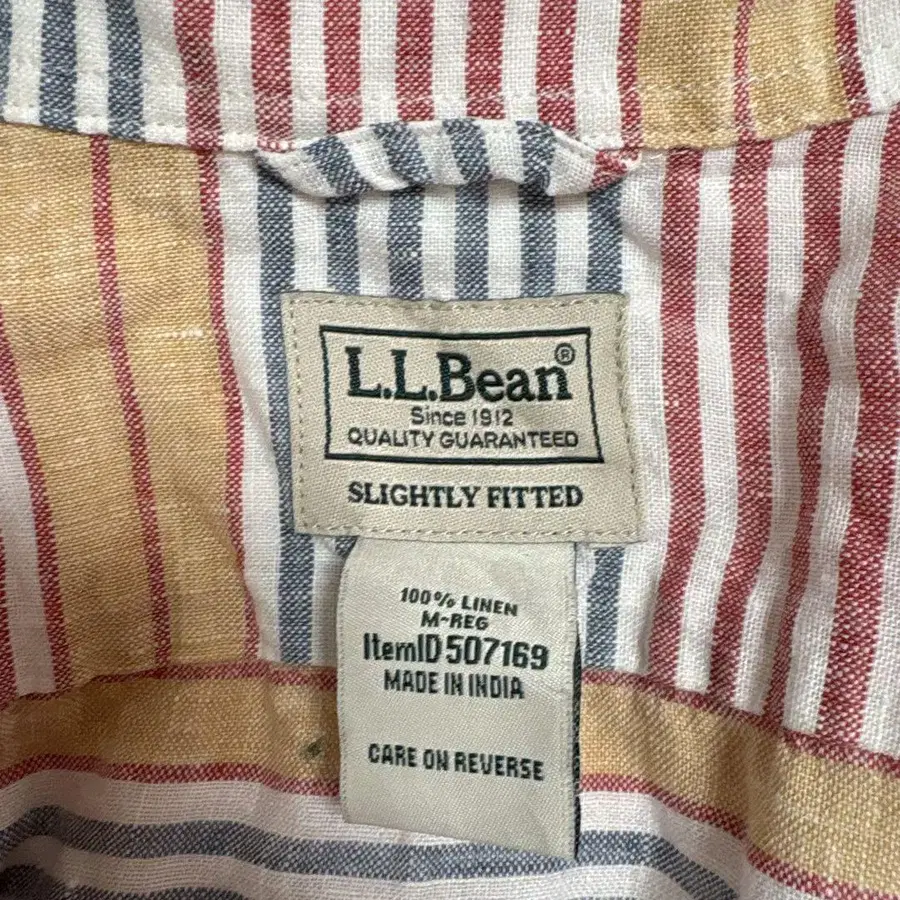 L.L.Bean®
Since 1912
QUALITY GUARANTEED
SLIGHTLY FITTED
100% LINEN
M-REG
ItemID 507169
MADE IN INDIA
CARE ON REVERSE